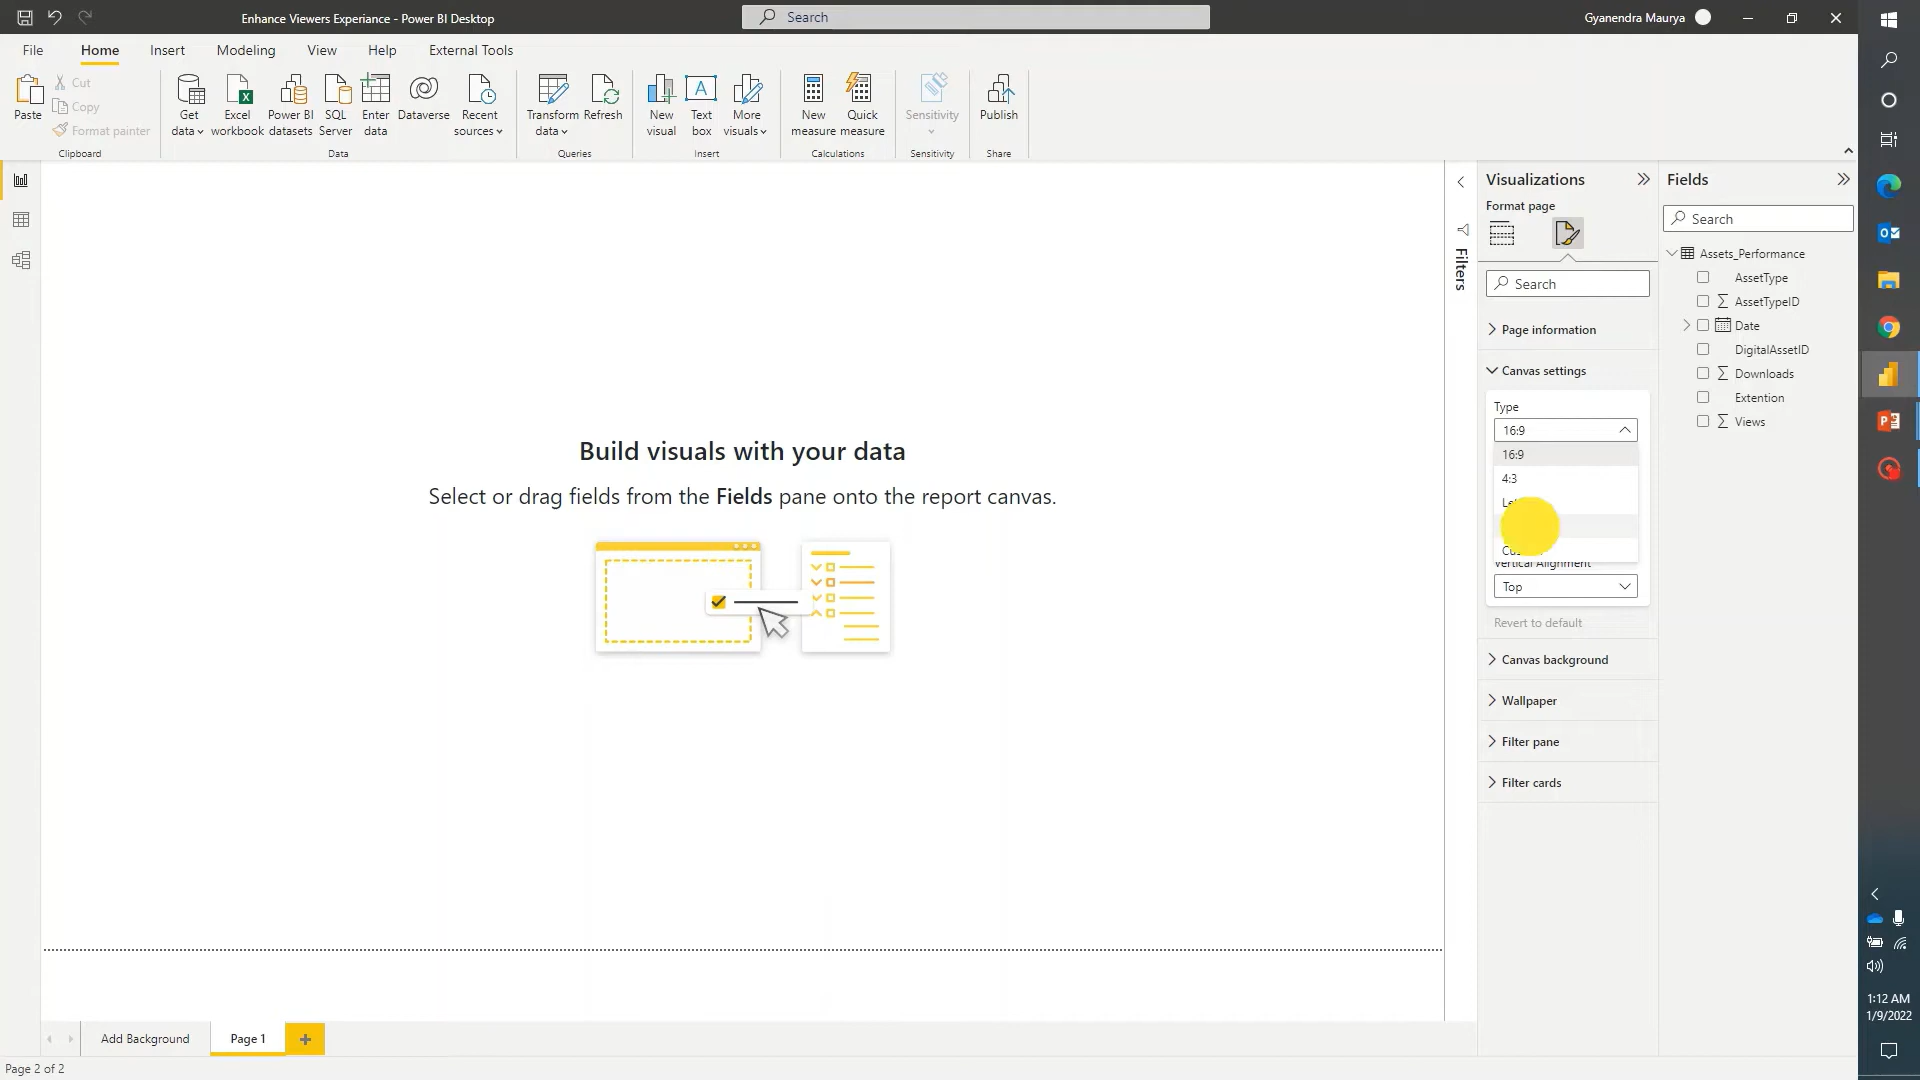 Enhance Viewers Experiance - Power BI Desktop
Search
Gyanendra Maurya
File
Home
Insert
Modeling
View
Help
External Tools
Paste
Cut
Copy
Format painter
Clipboard
Get data
Excel workbook
Power BI datasets
SQL Server
Enter data
Dataverse
Recent sources
Data
Transform data
Refresh
Queries
New visual
Text box
More visuals
Insert
New measure
Quick measure
Calculations
Sensitivity
Sensitivity
Publish
Share
Build visuals with your data
Select or drag fields from the Fields pane onto the report canvas.
Filters
Visualizations
Format page
Search
Page information
Canvas settings
Type
16:9
16:9
4:3
Vertical Alignment
Top
Revert to default
Canvas background
Wallpaper
Filter pane
Filter cards
Fields
Search
Assets_Performance
AssetType
AssetTypeID
Date
DigitalAssetID
Downloads
Extention
Views
Add Background
Page 1
Page 2 of 2
1:12 AM
1/9/2022